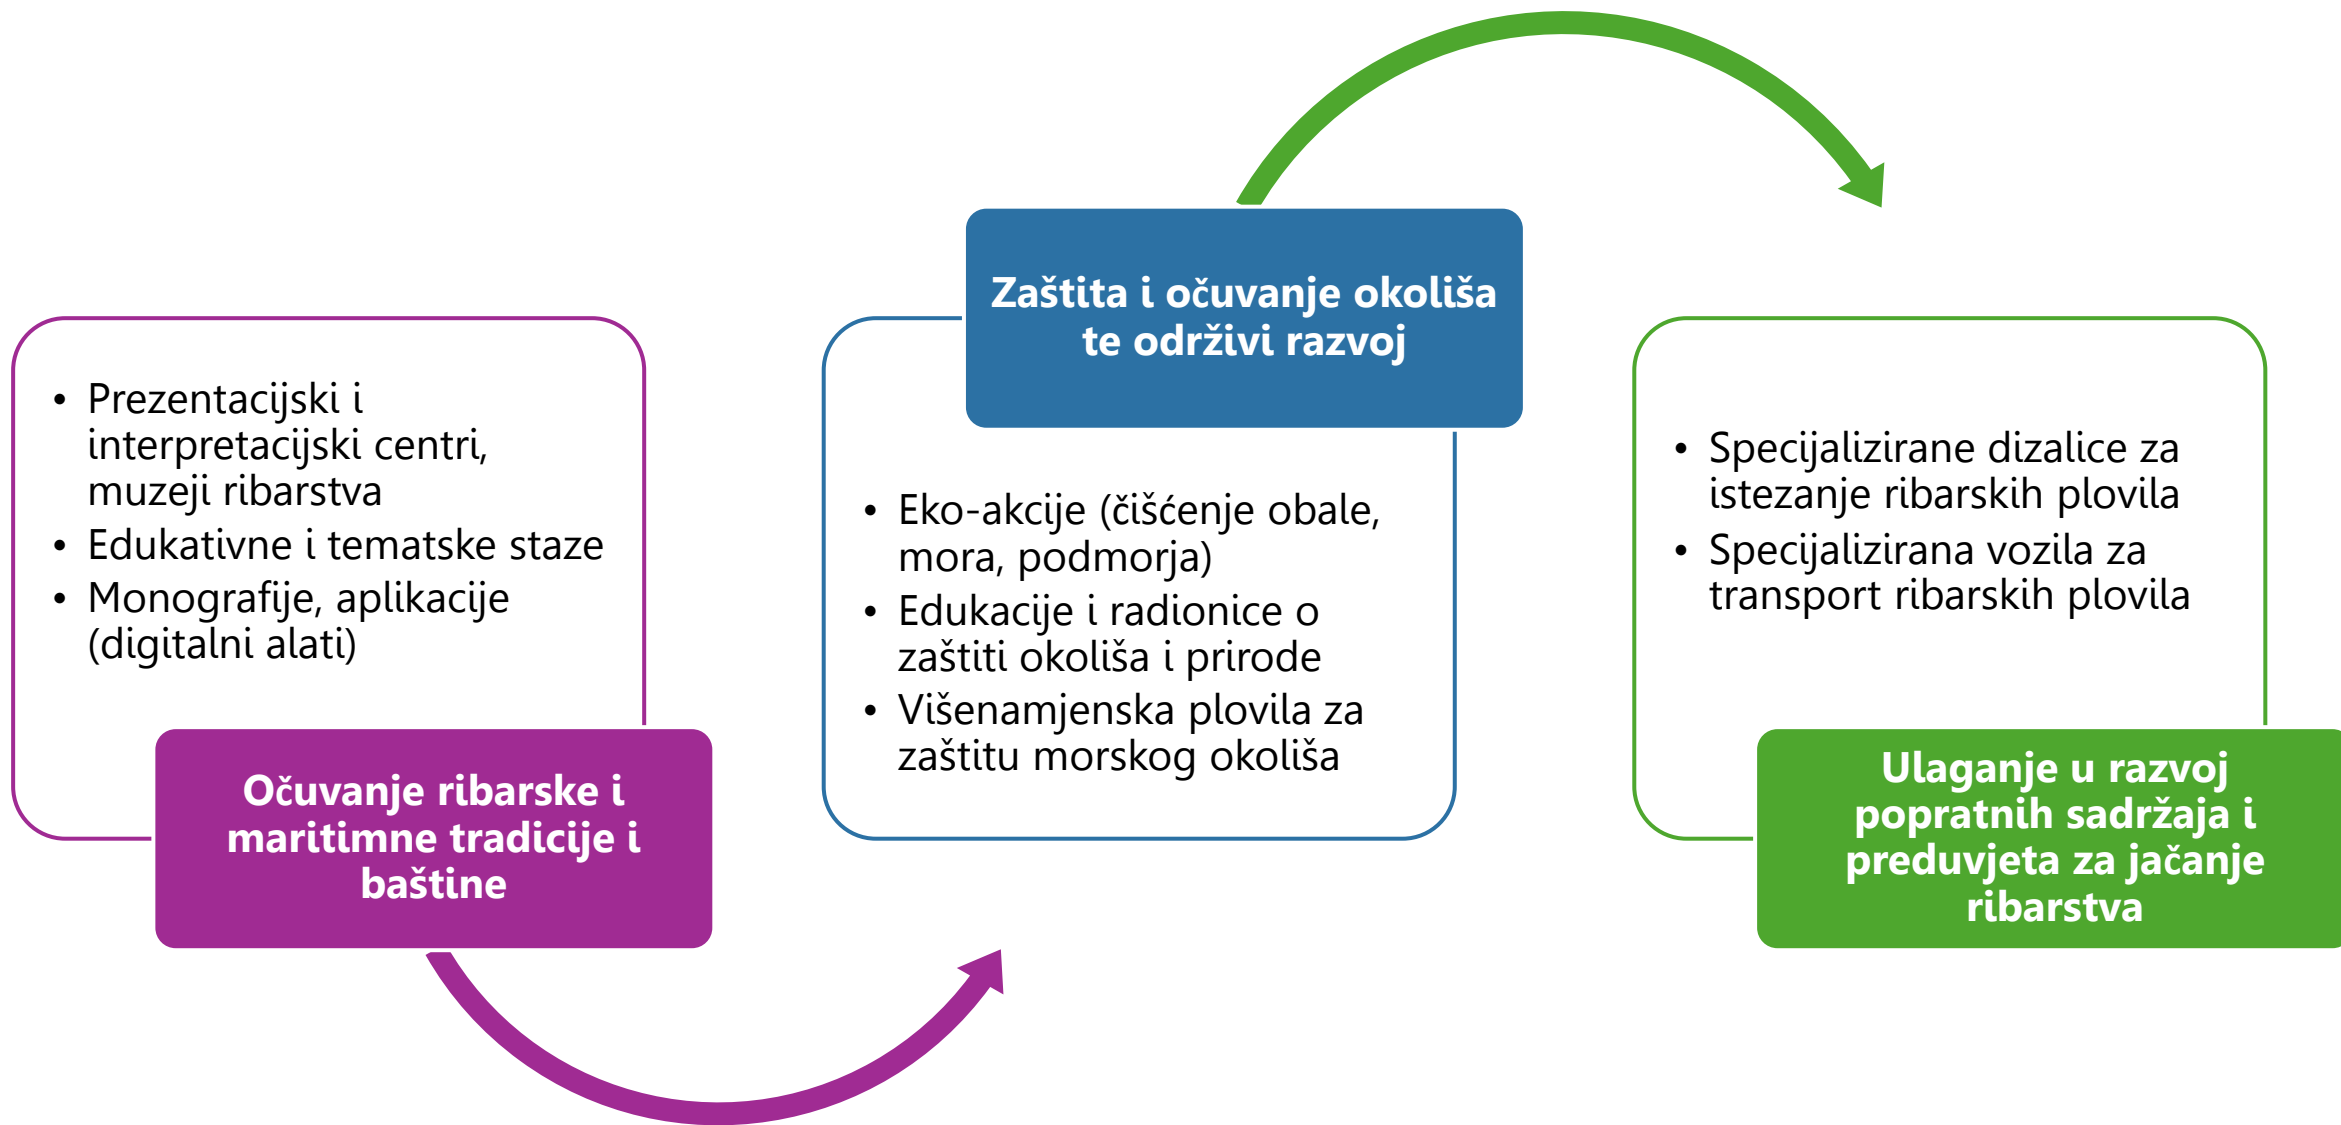 • Prezentacijski i
interpretacijski centri,
muzeji ribarstva
• Edukativne i tematske staze
• Monografije, aplikacije
(digitalni alati)
Očuvanje ribarske i
maritimne tradicije i
baštine
Zaštita i očuvanje okoliša
te održivi razvoj
• Eko-akcije (čišćenje obale,
mora, podmorja)
• Edukacije i radionice o
zaštiti okoliša i prirode
• Višenamjenska plovila za
zaštitu morskog okoliša
• Specijalizirane dizalice za
istezanje ribarskih plovila
• Specijalizirana vozila za
transport ribarskih plovila
Ulaganje u razvoj
popratnih sadržaja i
preduvjeta za jačanje
ribarstva